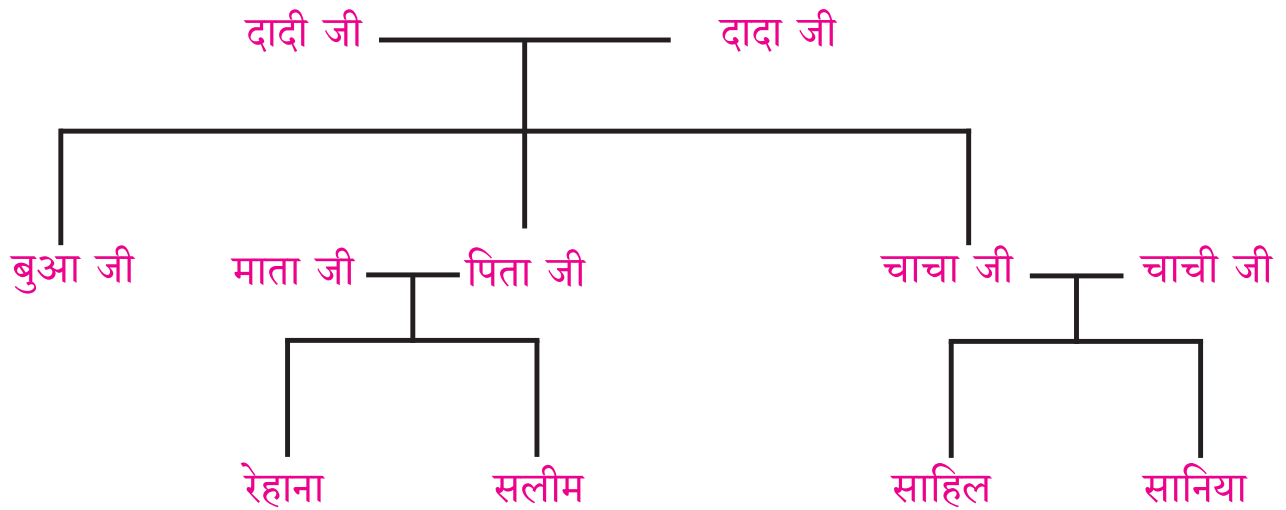 दादी जी दादा जी
बुआ जी माता जी पिता जी चाचा जी चाची जी
रेहाना सलीम साहिल सानिया